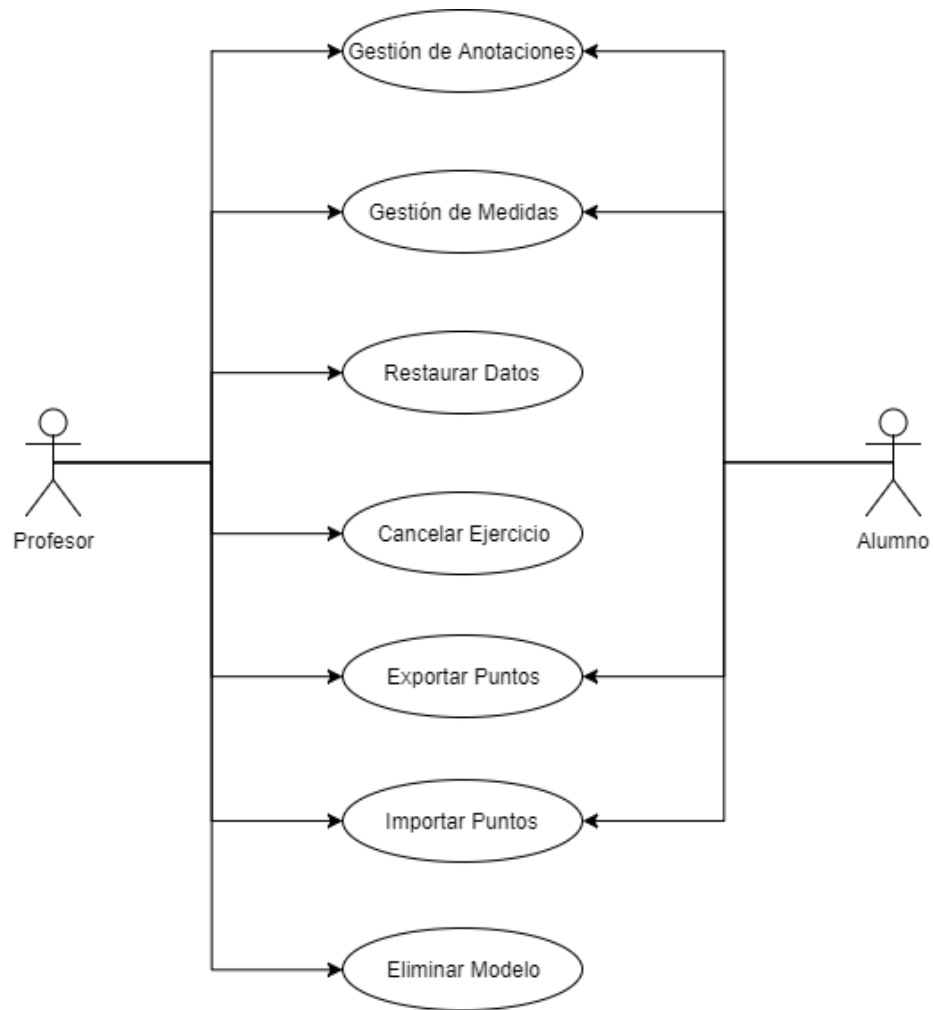 Gestión de Anotaciones
Gestión de Medidas
Restaurar Datos
Profesor
Alumno
Cancelar Ejercicio
Exportar Puntos
Importar Puntos
Eliminar Modelo